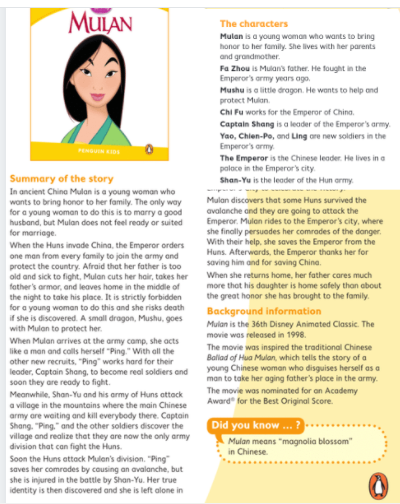 MULAN
PENGUIN KIDS
Summary of the story
In ancient China Mulan is a young woman who
wants to bring honor to her family. The only way
for a young woman to do this is to marry a good
husband, but Mulan does not feel ready or suited
for marriage.
When the Huns invade China, the Emperor orders
one man from every family to join the army and
protect the country. Afraid that her father is too
old and sick to fight, Mulan cuts her hair, takes her
father's armor, and leaves home in the middle of
the night to take his place. It is strictly forbidden
for a young woman to do this and she risks death
if she is discovered. A small dragon, Mushu, goes
with Mulan to protect her.
When Mulan arrives at the army camp, she acts
like a man and calls herself "Ping." With all the
other new recruits, "Ping" works hard for their
leader, Captain Shang, to become real soldiers and
soon they are ready to fight.
Meanwhile, Shan-Yu and his army of Huns attack
a village in the mountains where the main Chinese
army are waiting and kill everybody there. Captain
Shang, "Ping," and the other soldiers discover the
village and realize that they are now the only army
division that can fight the Huns.
Soon the Huns attack Mulan's division. "Ping"
saves her comrades by causing an avalanche, but
she is injured in the battle by Shan-Yu. Her true
identity is then discovered and she is left alone in
The characters
Mulan is a young woman who wants to bring
honor to her family. She lives with her parents
and grandmother.
Fa Zhou is Mulan's father. He fought in the
Emperor's army years ago.
Mushu is a little dragon. He wants to help and
protect Mulan.
Chi Fu works for the Emperor of China.
Captain Shang is a leader of the Emperor's army.
Yao, Chien-Po, and Ling are new soldiers in the
Emperor's army.
The Emperor is the Chinese leader. He lives in a
palace in the Emperor's city.
Shan-Yu is the leader of the Hun army.
Mulan discovers that some Huns survived the
avalanche and they are going to attack the
Emperor. Mulan rides to the Emperor's city, where
she finally persuades her comrades of the danger.
With their help, she saves the Emperor from the
Huns. Afterwards, the Emperor thanks her for
saving him and for saving China.
When she returns home, her father cares much
more that his daughter is home safely than about
the great honor she has brought to the family.
Background information
Mulan is the 36th Disney Animated Classic. The
movie was released in 1998.
The movie was inspired the traditional Chinese
Ballad of Hua Mulan, which tells the story of a
young Chinese woman who disguises herself as a
man to take her aging father's place in the army.
The movie was nominated for an Academy
Award® for the Best Original Score.
Did you know ... ?
Mulan means "magnolia blossom"
in Chinese.